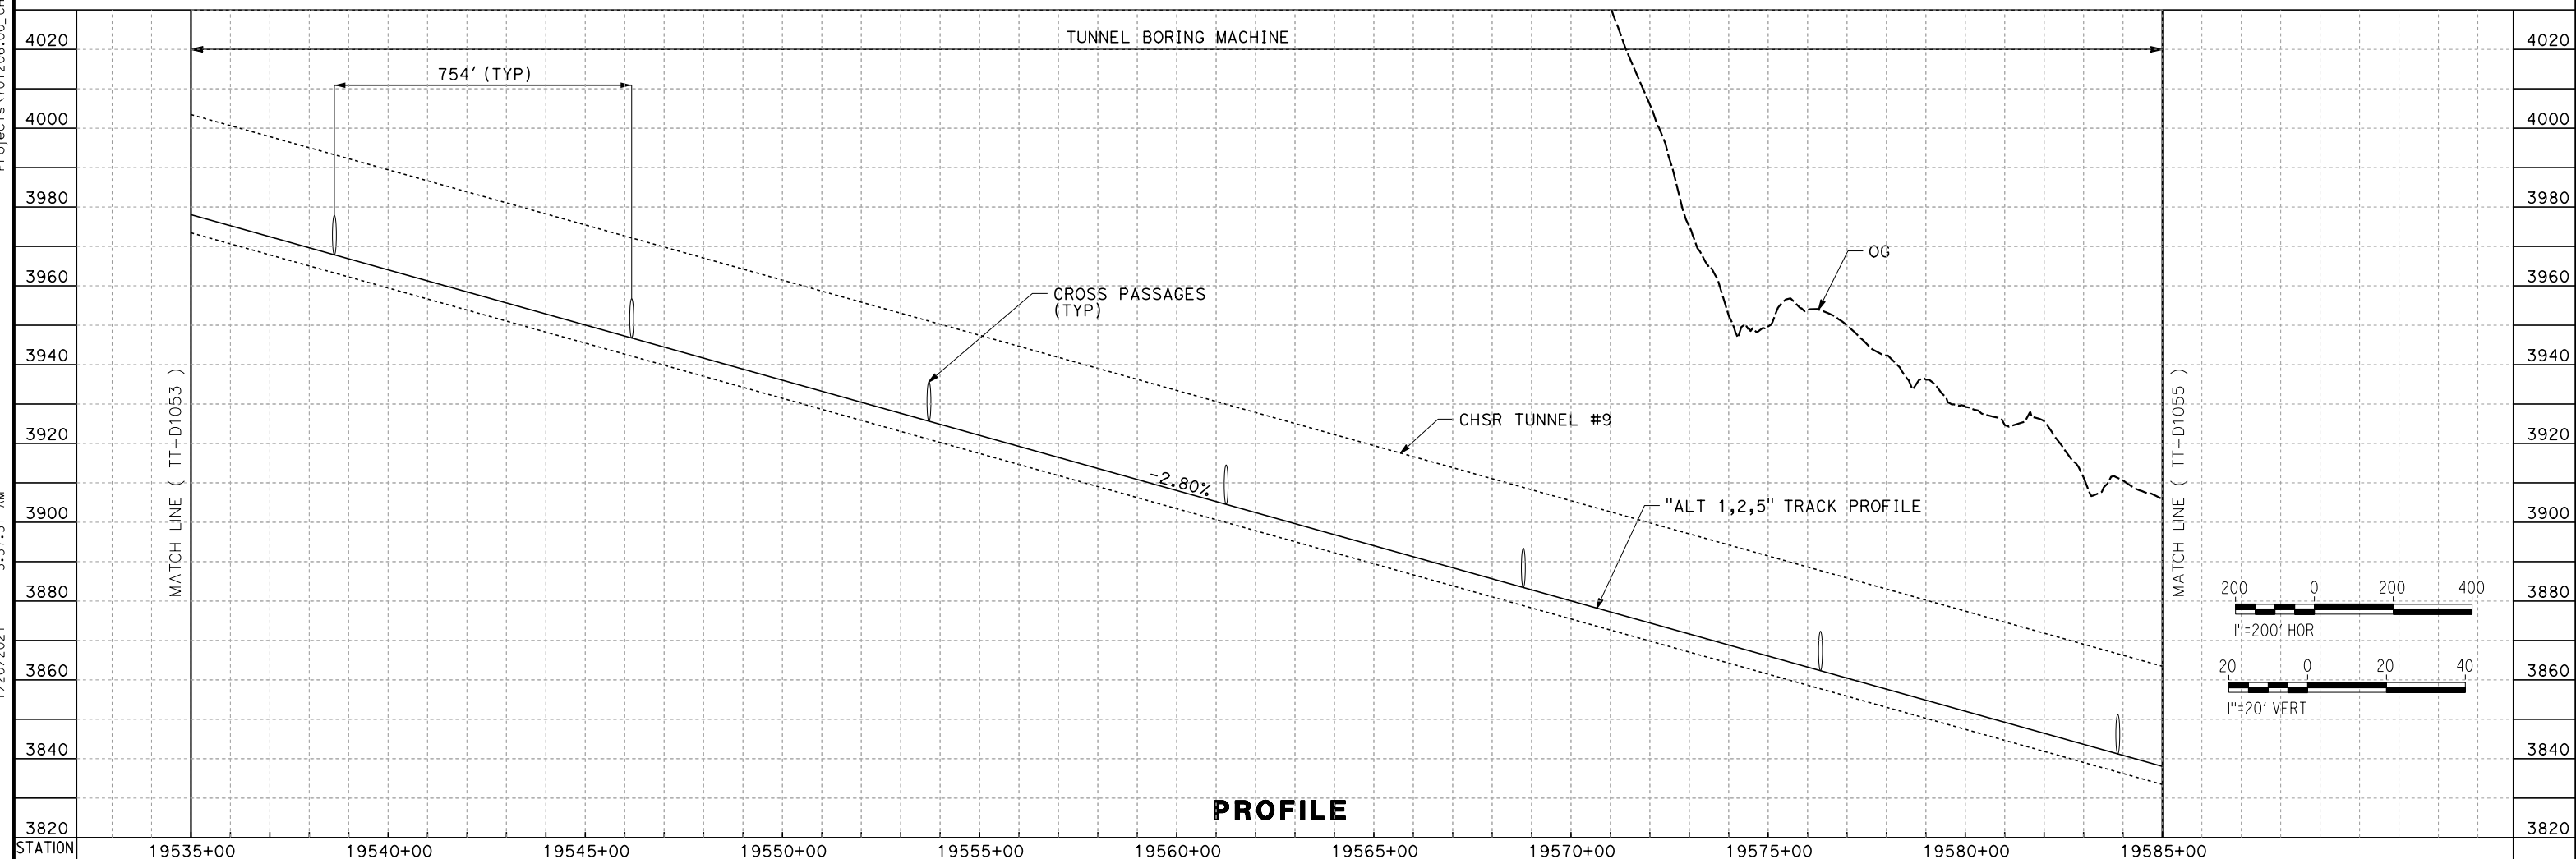 TUNNEL BORING MACHINE
754' (TYP)
4020
4000
3980
3960
3940
3920
3900
3880
3860
3840
3820
4020
4000
3980
3960
3940
3920
3900
3880
3860
3840
3820
MATCH LINE ( TT-D1053 )
CROSS PASSAGES
(TYP)
OG
CHSR TUNNEL #9
-2.80%
"ALT 1,2,5" TRACK PROFILE
MATCH LINE ( TT-D1055 )
200 0 200 400
1"=200' HOR
20 0 20 40
1"=20' VERT
PROFILE
STATION 19535+00 19540+00 19545+00 19550+00 19555+00 19560+00 19565+00 19570+00 19575+00 19580+00 19585+00